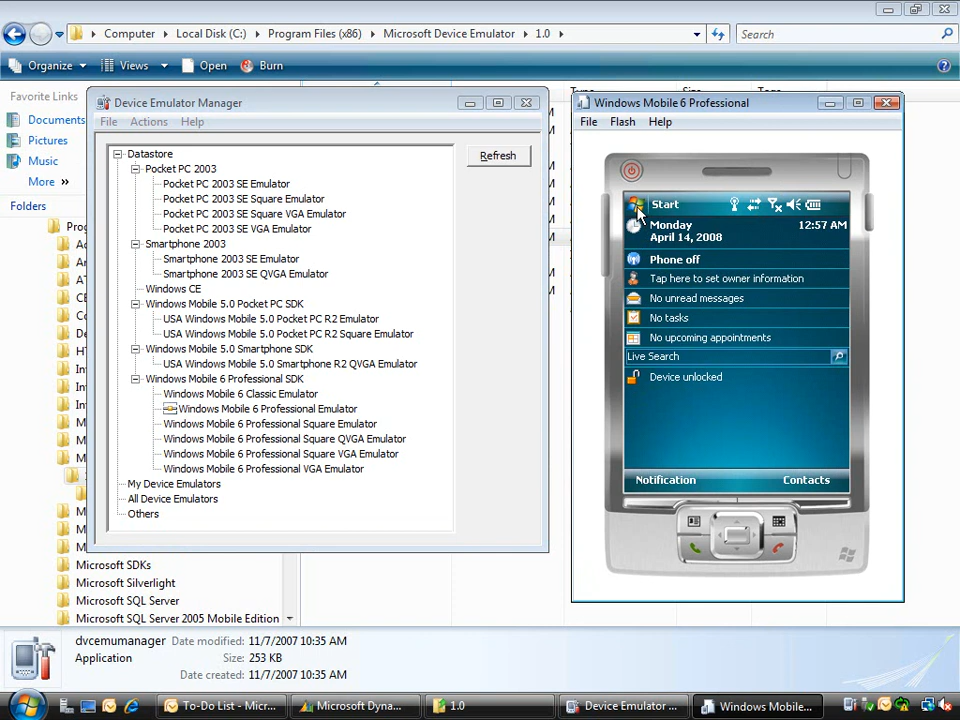 Computer Local Disk (C:) Program Files (x86) Microsoft Device Emulator 1.0
Search
Organize Views Open Burn
Favorite Links
Documents
Pictures
Music
More »
Folders
Microsoft SDKs
Microsoft Silverlight
Microsoft SQL Server
Microsoft SQL Server 2005 Mobile Edition
Device Emulator Manager
File Actions Help
Refresh
Datastore
Pocket PC 2003
Pocket PC 2003 SE Emulator
Pocket PC 2003 SE Square Emulator
Pocket PC 2003 SE Square VGA Emulator
Pocket PC 2003 SE VGA Emulator
Smartphone 2003
Smartphone 2003 SE Emulator
Smartphone 2003 SE QVGA Emulator
Windows CE
Windows Mobile 5.0 Pocket PC SDK
USA Windows Mobile 5.0 Pocket PC R2 Emulator
USA Windows Mobile 5.0 Pocket PC R2 Square Emulator
Windows Mobile 5.0 Smartphone SDK
USA Windows Mobile 5.0 Smartphone R2 QVGA Emulator
Windows Mobile 6 Professional SDK
Windows Mobile 6 Classic Emulator
Windows Mobile 6 Professional Emulator
Windows Mobile 6 Professional Square Emulator
Windows Mobile 6 Professional Square QVGA Emulator
Windows Mobile 6 Professional Square VGA Emulator
Windows Mobile 6 Professional VGA Emulator
My Device Emulators
All Device Emulators
Others
Windows Mobile 6 Professional
File Flash Help
Start
Monday
April 14, 2008
12:57 AM
Phone off
Tap here to set owner information
No unread messages
No tasks
No upcoming appointments
Live Search
Device unlocked
Notification Contacts
dvcemumanager Date modified: 11/7/2007 10:35 AM
Application Size: 253 KB
Date created: 11/7/2007 10:35 AM
To-Do List - Micr...
Microsoft Dyna...
1.0
Device Emulator ...
Windows Mobile...